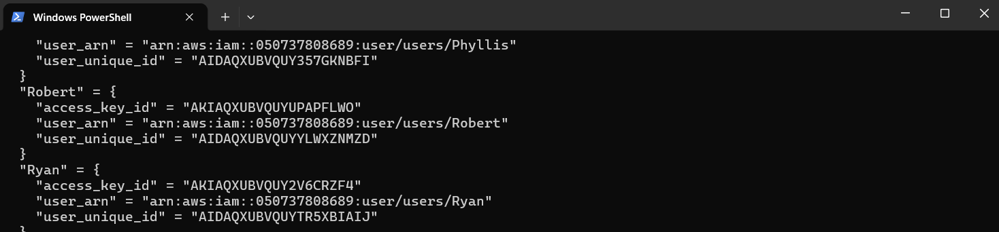 Windows PowerShell
"user_arn" = "arn:aws:iam::050737808689:user/users/Phyllis"
"user_unique_id" = "AIDAQXUBVQUY357GKNBFI"
}
"Robert" = {
"access_key_id" = "AKIAQXUBVQUYUPAPFLWO"
"user_arn" = "arn:aws:iam::050737808689:user/users/Robert"
"user_unique_id" = "AIDAQXUBVQUYYLWXZNMZD"
}
"Ryan" = {
"access_key_id" = "AKIAQXUBVQUY2V6CRZF4"
"user_arn" = "arn:aws:iam::050737808689:user/users/Ryan"
"user_unique_id" = "AIDAQXUBVQUYTR5XBIAIJ"
}